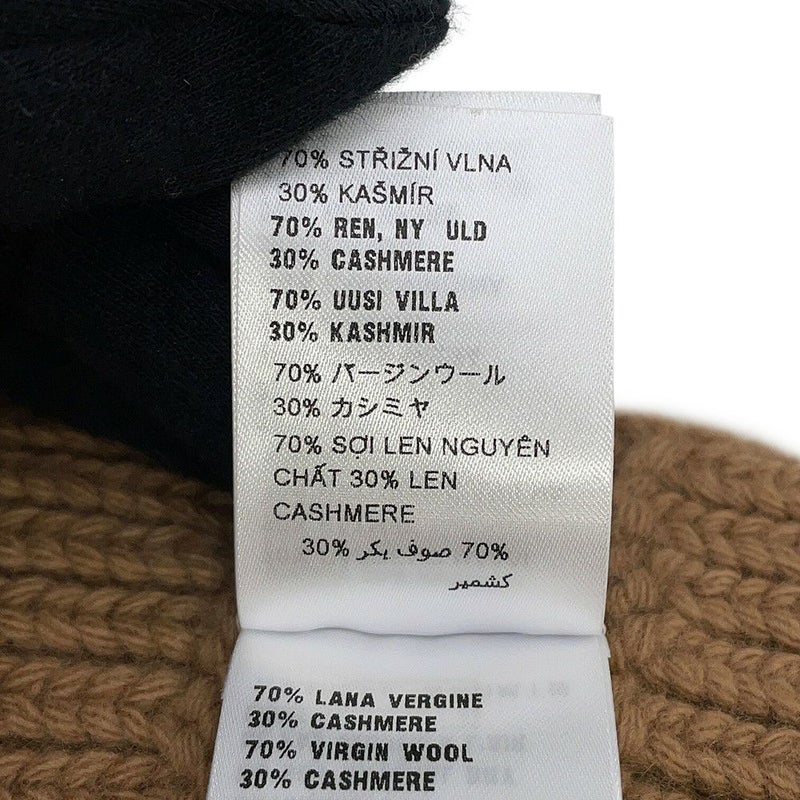 70% STŘIŽNÍ VLNA
30% KAŠMÍR
70% REN, NY ULD
30% CASHMERE
70% UUSI VILLA
30% KASHMIR
70% バージンウール
30% カシミヤ
70% SỢI LEN NGUYÊN
CHẤT 30% LEN
CASHMERE
70% صوف بكر 30%
كشمير
70% LANA VERGINE
30% CASHMERE
70% VIRGIN WOOL
30% CASHMERE